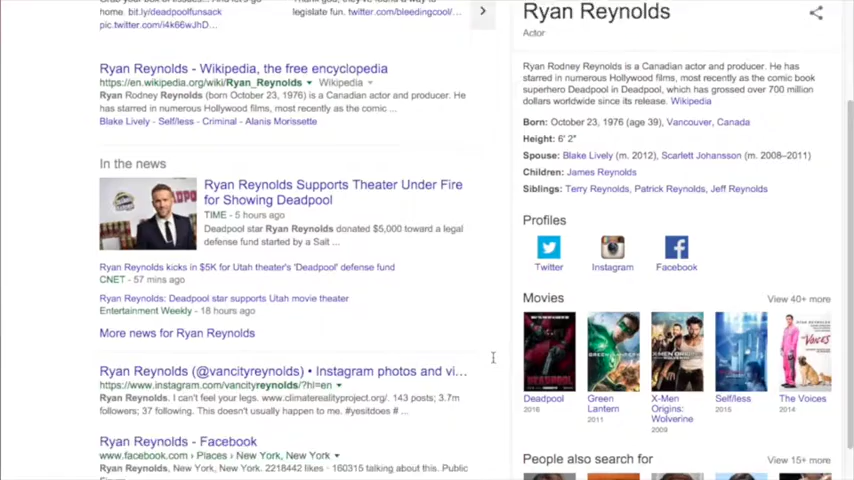 home. bit.ly/deadpoolfunsack
pic.twitter.com/i4k66wJhD...
legislate fun. twitter.com/bleedingcool/...
Ryan Reynolds - Wikipedia, the free encyclopedia
https://en.wikipedia.org/wiki/Ryan_Reynolds Wikipedia
Ryan Rodney Reynolds (born October 23, 1976) is a Canadian actor and producer. He
has starred in numerous Hollywood films, most recently as the comic ...
Blake Lively - Self/less - Criminal - Alanis Morissette
In the news
Ryan Reynolds Supports Theater Under Fire
for Showing Deadpool
TIME - 5 hours ago
Deadpool star Ryan Reynolds donated $5,000 toward a legal
defense fund started by a Salt ...
Ryan Reynolds kicks in $5K for Utah theater's 'Deadpool' defense fund
CNET - 57 mins ago
Ryan Reynolds: Deadpool star supports Utah movie theater
Entertainment Weekly - 18 hours ago
More news for Ryan Reynolds
Ryan Reynolds (@vancityreynolds) • Instagram photos and vi...
https://www.instagram.com/vancityreynolds/?hl=en
Ryan Reynolds. I can't feel your legs. www.climaterealityproject.org/. 143 posts; 3.7m
followers; 37 following. This doesn't usually happen to me. #yesitdoes # ...
Ryan Reynolds - Facebook
www.facebook.com › Places › New York, New York
Ryan Reynolds, New York, New York. 2218442 likes · 160315 talking about this. Public
Ryan Reynolds
Actor
Ryan Rodney Reynolds is a Canadian actor and producer. He has
starred in numerous Hollywood films, most recently as the comic book
superhero Deadpool in Deadpool, which has grossed over 700 million
dollars worldwide since its release. Wikipedia
Born: October 23, 1976 (age 39), Vancouver, Canada
Height: 6' 2"
Spouse: Blake Lively (m. 2012), Scarlett Johansson (m. 2008–2011)
Children: James Reynolds
Siblings: Terry Reynolds, Patrick Reynolds, Jeff Reynolds
Profiles
Twitter Instagram Facebook
Movies View 40+ more
DEADPOOL
GREEN LANTERN
X-MEN ORIGINS
WOLVERINE
THE VOICES
Deadpool
2016
Green
Lantern
2011
X-Men
Origins:
Wolverine
2009
Self/less
2015
The Voices
2014
People also search for View 15+ more